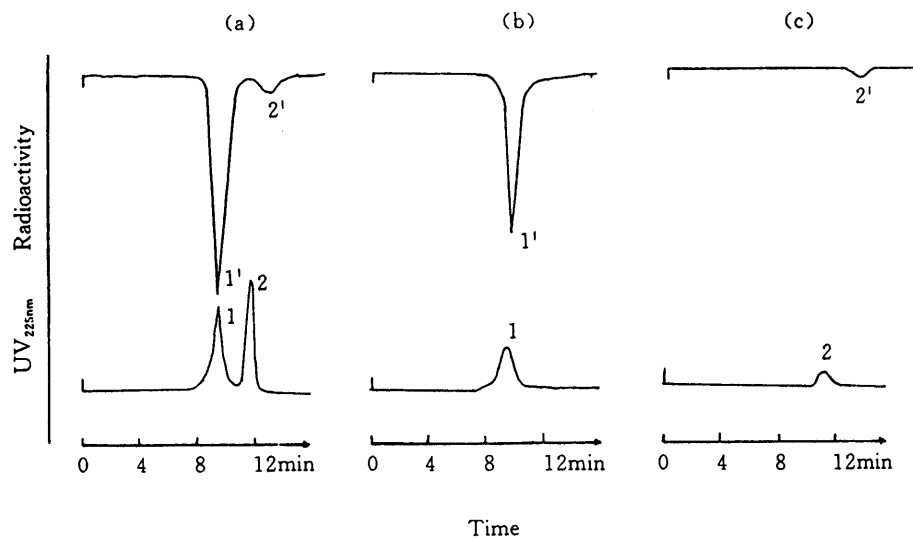 (a) (b) (c)
Radioactivity
UV225nm
2'
1'
2
1
1'
1
2'
2
0 4 8 12min
0 4 8 12min
0 4 8 12min
Time